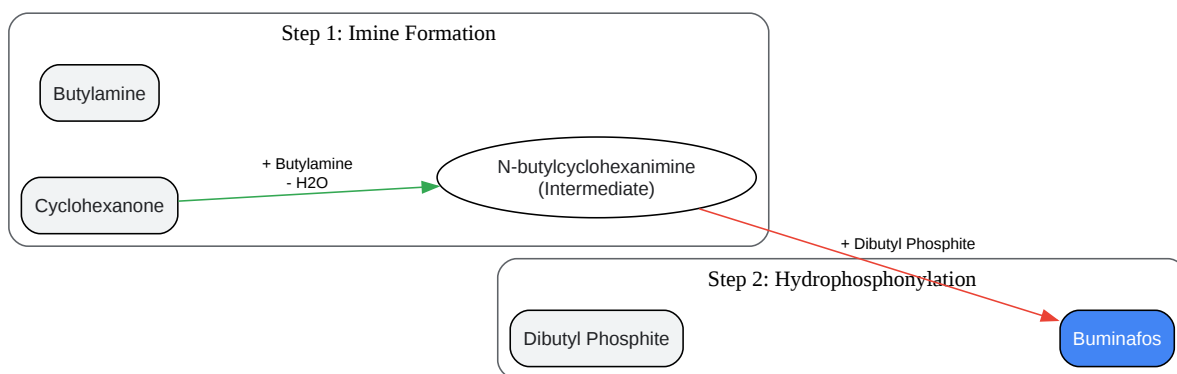 Step 1: Imine Formation
Butylamine
Cyclohexanone
+ Butylamine
- H2O
N-butylcyclohexanimine
(Intermediate)
+ Dibutyl Phosphite
Step 2: Hydrophosphonylation
Dibutyl Phosphite
Buminafos